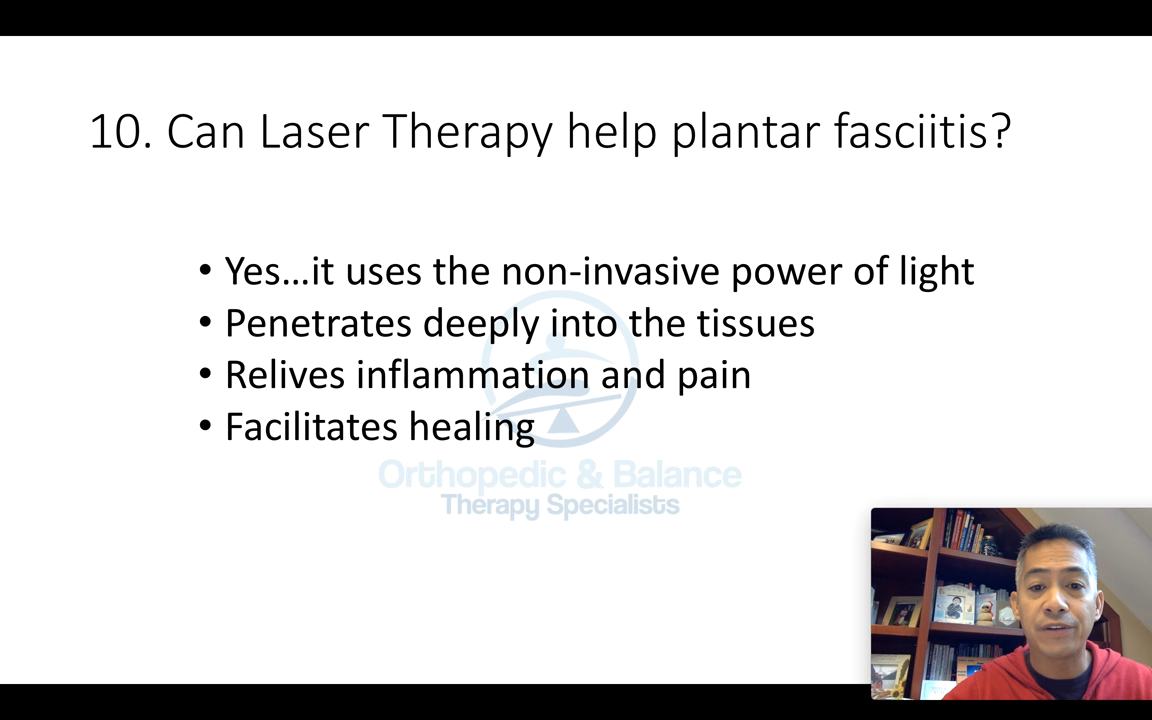 10. Can Laser Therapy help plantar fasciitis?
• Yes...it uses the non-invasive power of light
• Penetrates deeply into the tissues
• Relives inflammation and pain
• Facilitates healing
Orthopedic & Balance
Therapy Specialists